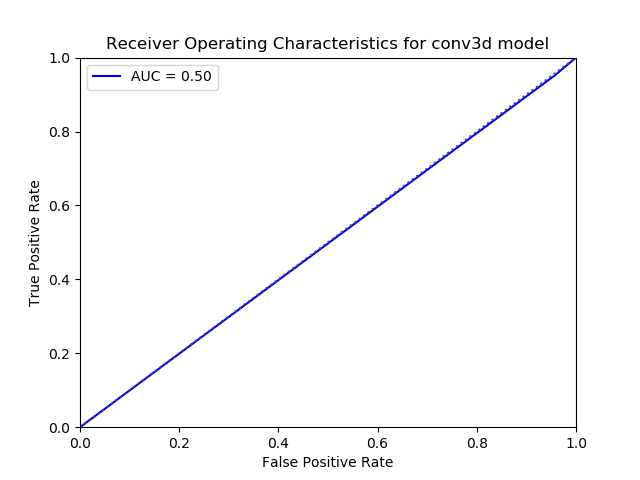 Receiver Operating Characteristics for conv3d model
AUC = 0.50
1.0
0.8
0.6
0.4
0.2
0.0
True Positive Rate
0.0 0.2 0.4 0.6 0.8 1.0
False Positive Rate